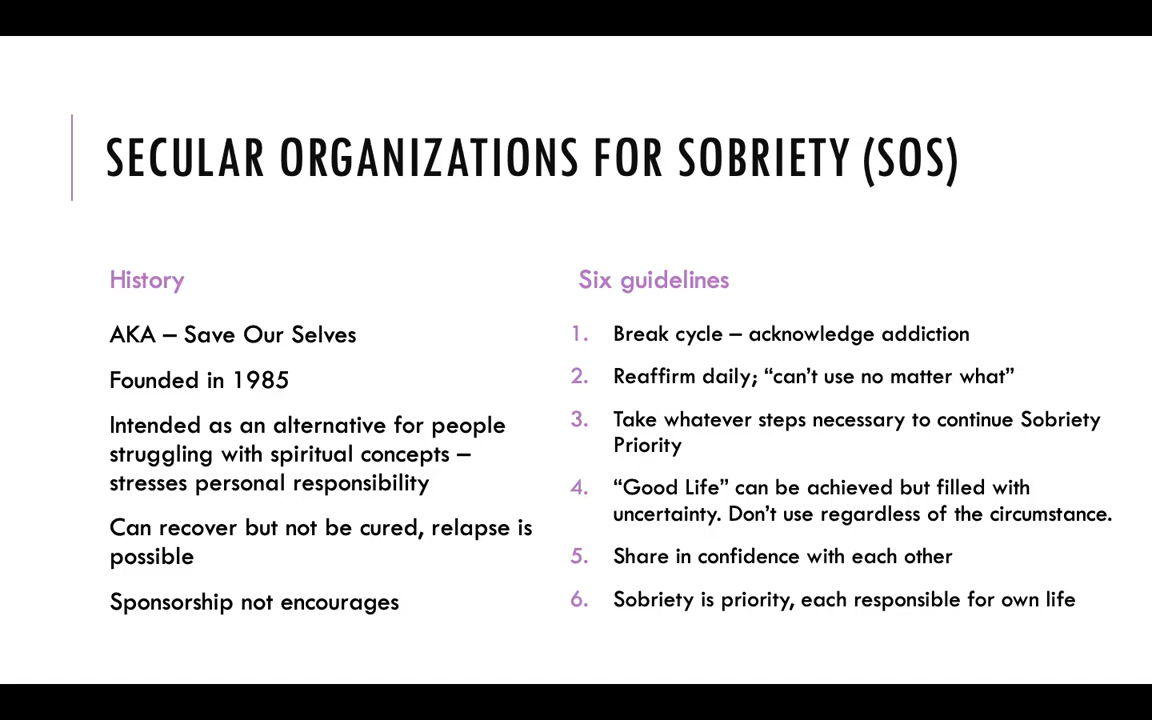 SECULAR ORGANIZATIONS FOR SOBRIETY (SOS)
History
AKA – Save Our Selves
Founded in 1985
Intended as an alternative for people
struggling with spiritual concepts –
stresses personal responsibility
Can recover but not be cured, relapse is
possible
Sponsorship not encourages
Six guidelines
1. Break cycle – acknowledge addiction
2. Reaffirm daily; “can’t use no matter what”
3. Take whatever steps necessary to continue Sobriety
Priority
4. “Good Life” can be achieved but filled with
uncertainty. Don’t use regardless of the circumstance.
5. Share in confidence with each other
6. Sobriety is priority, each responsible for own life